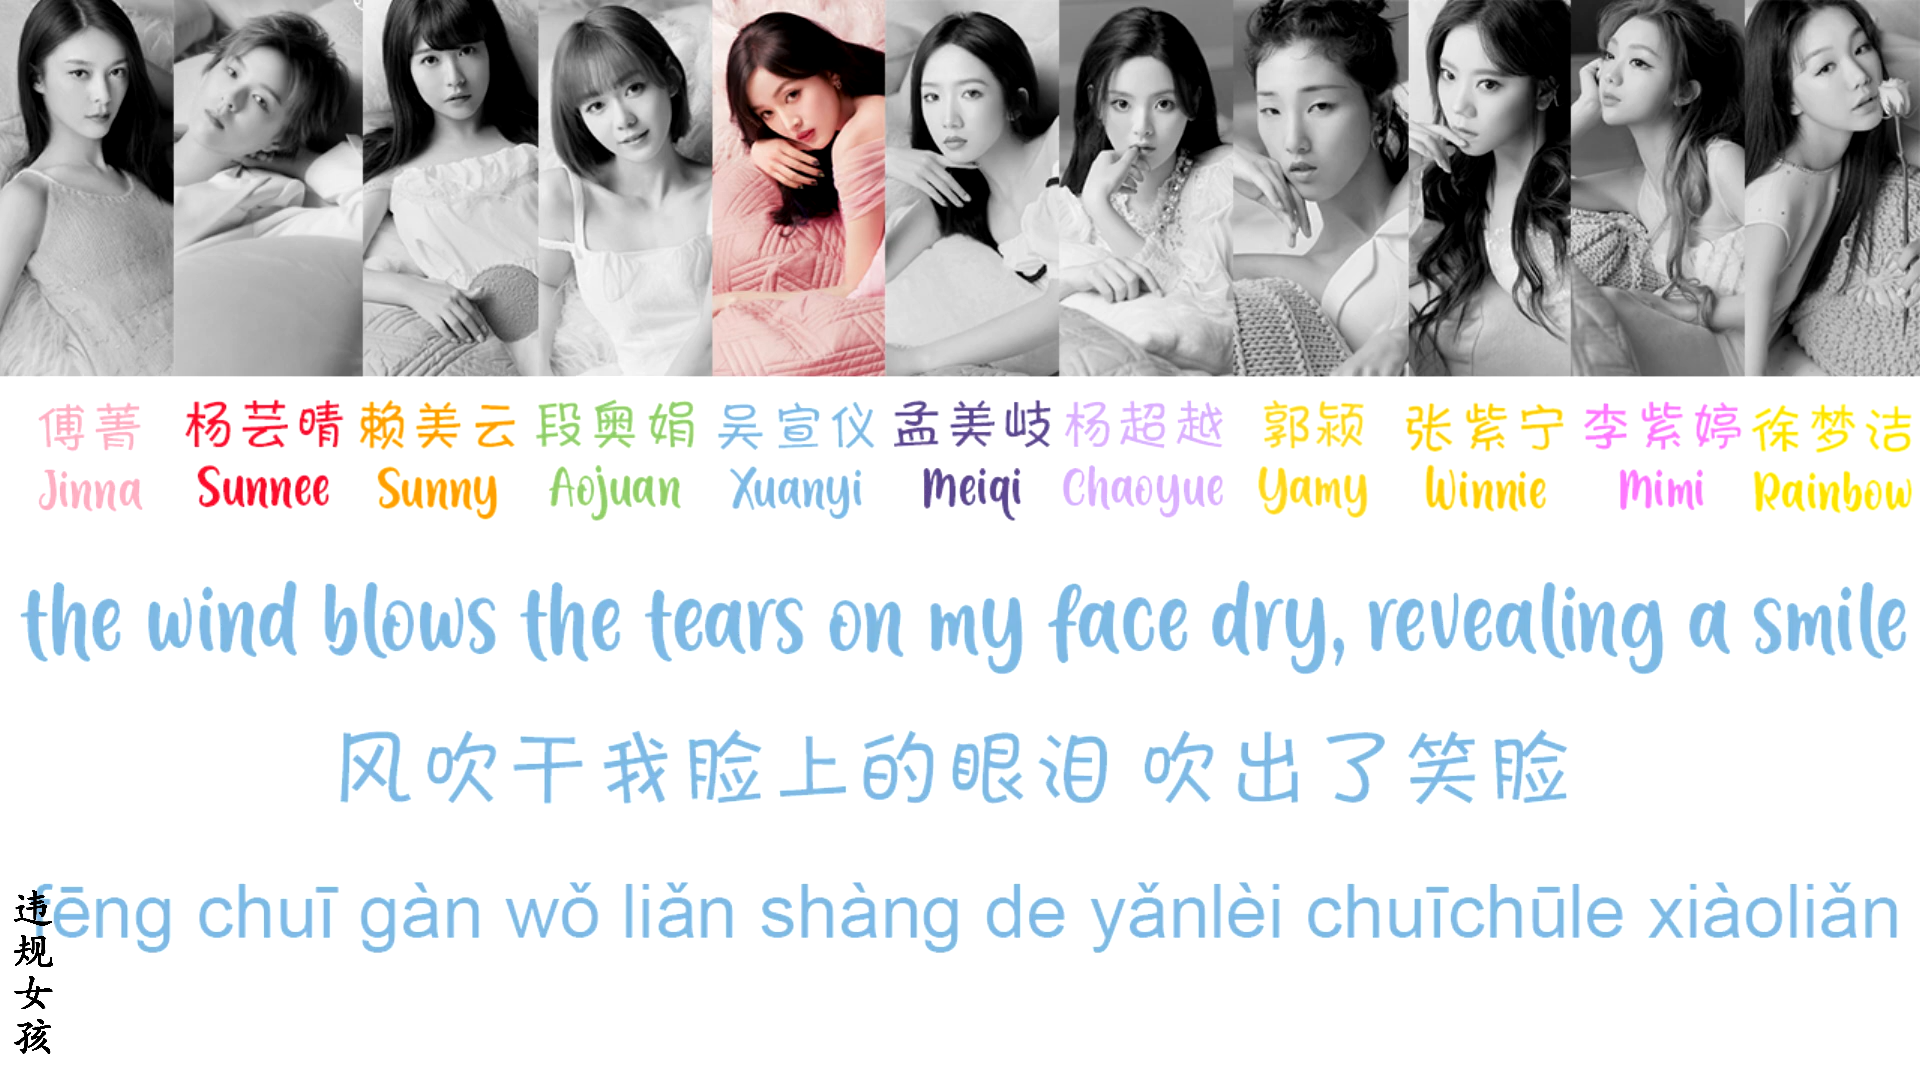 傅菁 杨芸晴 赖美云 段奥娟 吴宣仪 孟美岐 杨超越 郭颍 张紫宁 李紫婷 徐梦洁
Jinna Sunnee Sunny Aojuan Xuanyi Meiqi Chaoyue Yamy Winnie Mimi Rainbow
the wind blows the tears on my face dry, revealing a smile
风吹干我脸上的眼泪 吹出了笑脸
fēng chuī gàn wǒ liǎn shàng de yǎnlèi chuīchūle xiàoliǎn
违规女孩